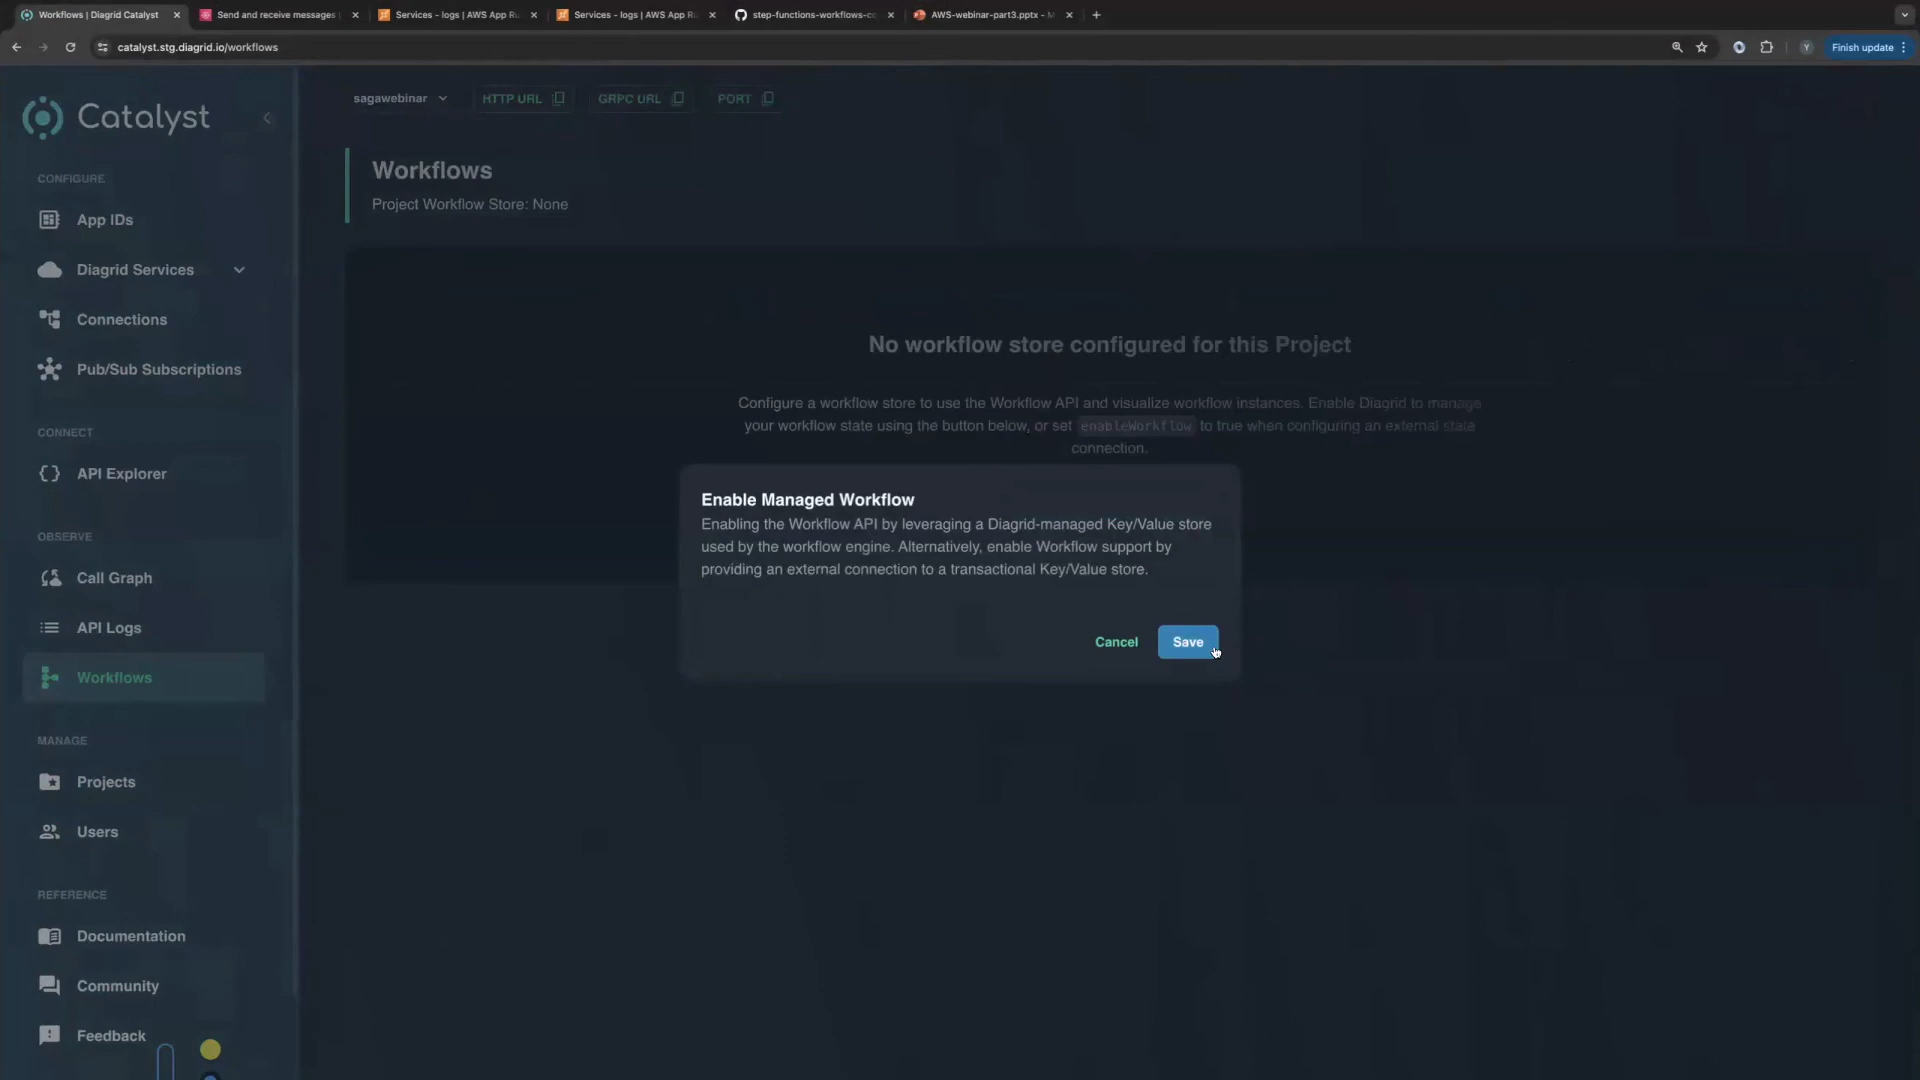 Workflows | Diagrid Catalyst
Send and receive messages
Services - logs | AWS App Ru
Services - logs | AWS App Ru
step-functions-workflows-co
AWS-webinar-part3.pptx - M
catalyst.stg.diagrid.io/workflows
Y
Finish update
Catalyst
sagawebinar
HTTP URL
GRPC URL
PORT
CONFIGURE
App IDs
Diagrid Services
Connections
Pub/Sub Subscriptions
CONNECT
API Explorer
OBSERVE
Call Graph
API Logs
Workflows
MANAGE
Projects
Users
REFERENCE
Documentation
Community
Feedback
Workflows
Project Workflow Store: None
No workflow store configured for this Project
Configure a workflow store to use the Workflow API and visualize workflow instances. Enable Diagrid to manage
your workflow state using the button below, or set enableWorkflow to true when configuring an external state
connection.
Enable Managed Workflow
Enabling the Workflow API by leveraging a Diagrid-managed Key/Value store
used by the workflow engine. Alternatively, enable Workflow support by
providing an external connection to a transactional Key/Value store.
Cancel
Save